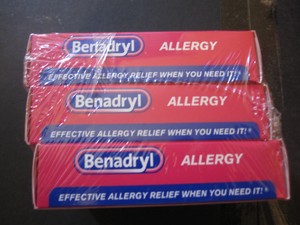 Benadryl ALLERGY
EFFECTIVE ALLERGY RELIEF WHEN YOU NEED IT!
Benadryl ALLERGY
EFFECTIVE ALLERGY RELIEF WHEN YOU NEED IT!*
Benadryl ALLERGY
EFFECTIVE ALLERGY RELIEF WHEN YOU NEED IT!*